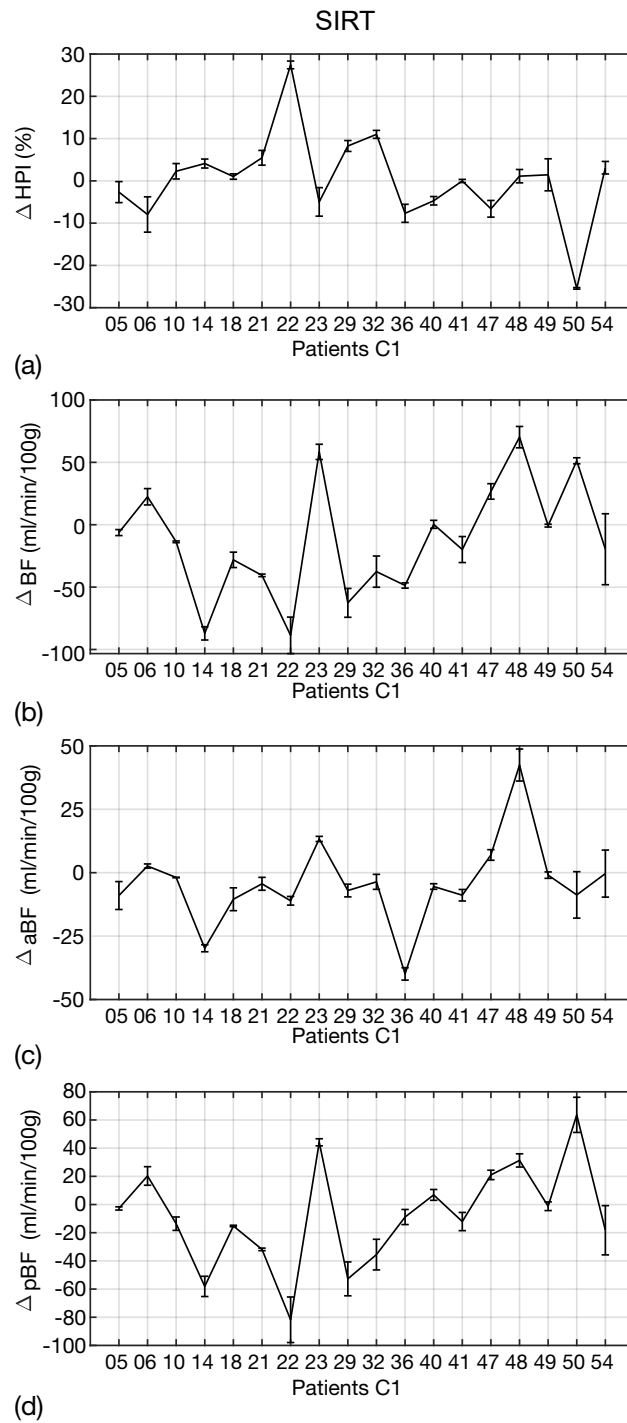 SIRT
30
20
10
0
-10
-20
-30
Δ HPI (%)
05 06 10 14 18 21 22 23 29 32 36 40 41 47 48 49 50 54
Patients C1
(a)
100
50
0
-50
-100
Δ BF (ml/min/100g)
05 06 10 14 18 21 22 23 29 32 36 40 41 47 48 49 50 54
Patients C1
(b)
50
25
0
-25
-50
Δ aBF (ml/min/100g)
05 06 10 14 18 21 22 23 29 32 36 40 41 47 48 49 50 54
Patients C1
(c)
80
60
40
20
0
-20
-40
-60
-80
-100
Δ pBF (ml/min/100g)
05 06 10 14 18 21 22 23 29 32 36 40 41 47 48 49 50 54
Patients C1
(d)